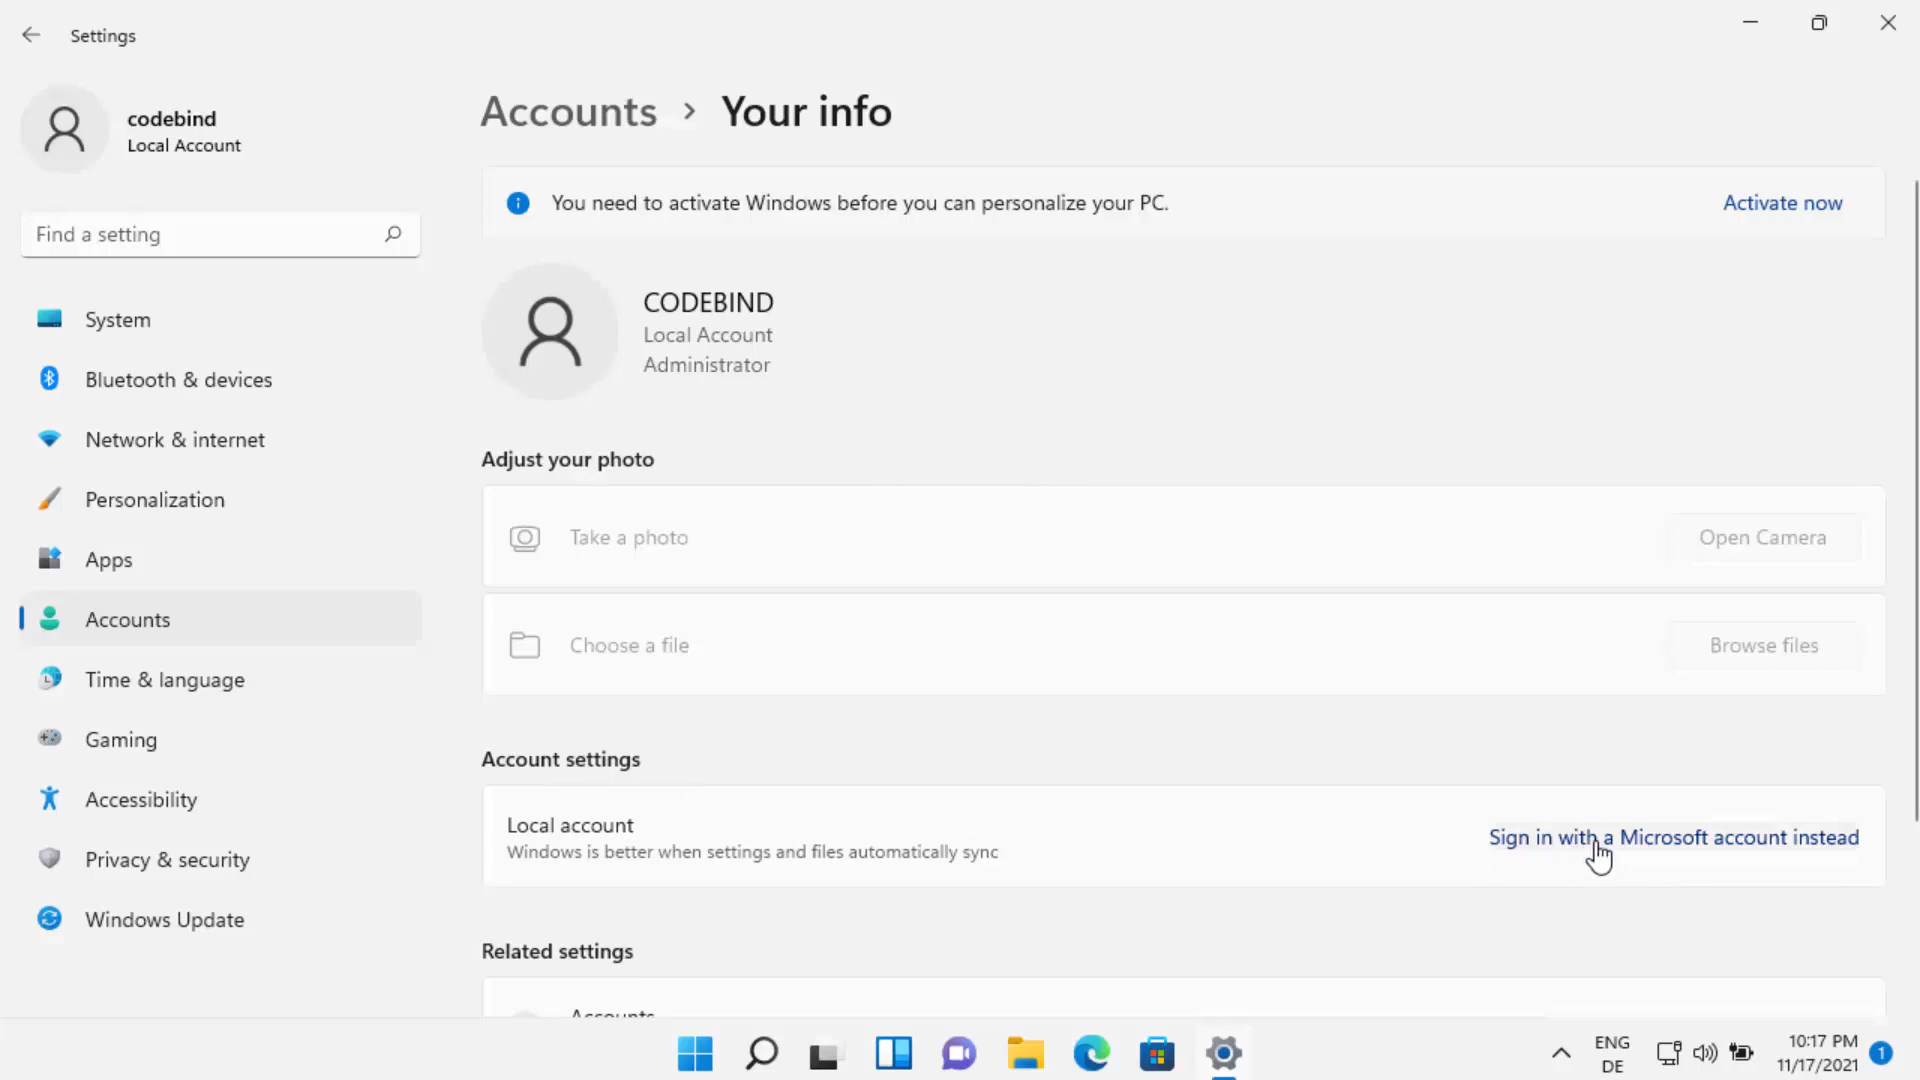 Settings
codebind
Local Account
Find a setting
System
Bluetooth & devices
Network & internet
Personalization
Apps
Accounts
Time & language
Gaming
Accessibility
Privacy & security
Windows Update
Accounts > Your info
You need to activate Windows before you can personalize your PC.
Activate now
CODEBIND
Local Account
Administrator
Adjust your photo
Take a photo
Open Camera
Choose a file
Browse files
Account settings
Local account
Windows is better when settings and files automatically sync
Sign in with a Microsoft account instead
Related settings
Accounts
ENG
DE
10:17 PM
11/17/2021
1